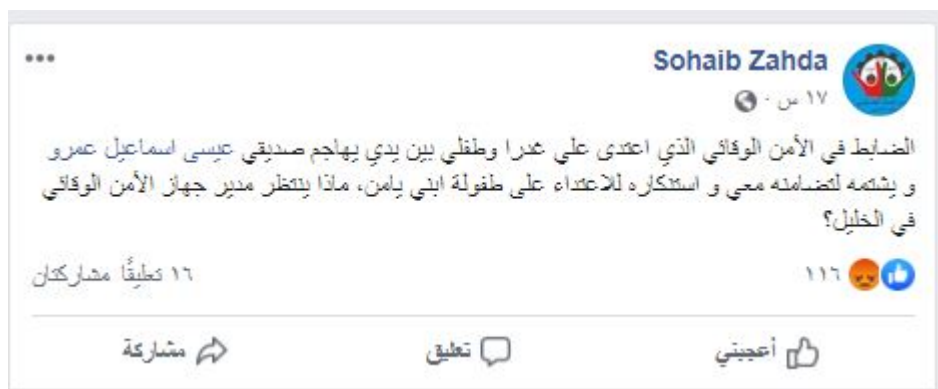 Sohaib Zahda
١٧ س ·
الضابط في الأمن الوقائي الذي اعتدى علي غدرا وطفلي بين يدي يهاجم صديقي عيسى اسماعيل عمرو
و يشتمه لتضامنه معي و استنكاره للاعتداء على طفولة ابني يامن، ماذا ينتظر مدير جهاز الأمن الوقائي
في الخليل؟
١١٦
١٦ تعليقًا مشاركتان
أعجبني
تعليق
مشاركة